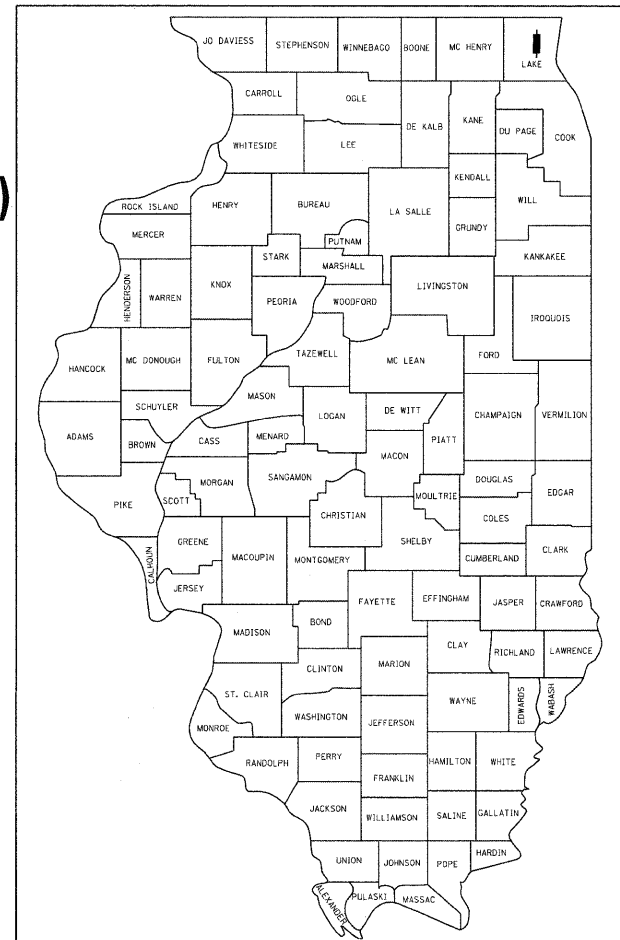 JO DAVIESS
STEPHENSON
WINNEBAGO
BOONE
MC HENRY
LAKE
CARROLL
OGLE
DE KALB
KANE
DU PAGE
COOK
WHITESIDE
LEE
KENDALL
WILL
)
ROCK ISLAND
HENRY
BUREAU
LA SALLE
GRUNDY
MERCER
PUTNAM
KANKAKEE
STARK
MARSHALL
HENDERSON
WARREN
KNOX
PEORIA
WOODFORD
LIVINGSTON
IROQUOIS
HANCOCK
MC DONOUGH
FULTON
TAZEWELL
MC LEAN
FORD
MASON
SCHUYLER
LOGAN
DE WITT
CHAMPAIGN
VERMILION
ADAMS
BROWN
CASS
MENARD
PIATT
MACON
MORGAN
SANGAMON
DOUGLAS
EDGAR
PIKE
SCOTT
MOULTRIE
CHRISTIAN
COLES
GREENE
MACOUPIN
SHELBY
CALHOUN
MONTGOMERY
CUMBERLAND
CLARK
JERSEY
FAYETTE
EFFINGHAM
JASPER
CRAWFORD
MADISON
BOND
CLAY
RICHLAND
LAWRENCE
CLINTON
MARION
ST. CLAIR
WAYNE
EDWARDS
WABASH
WASHINGTON
JEFFERSON
MONROE
RANDOLPH
PERRY
HAMILTON
WHITE
FRANKLIN
JACKSON
WILLIAMSON
SALINE
GALLATIN
UNION
JOHNSON
POPE
HARDIN
ALEXANDER
PULASKI
MASSAC